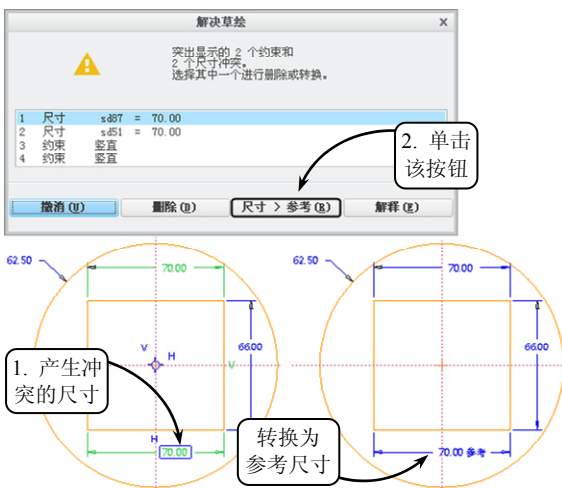 解决草绘
x
突出显示的 2 个约束和
2 个尺寸冲突。
选择其中一个进行删除或转换。
1 尺寸 sd87 = 70.00
2 尺寸 sd51 = 70.00
3 约束 竖直
4 约束 竖直
2. 单击
该按钮
撤消(U) 删除(D) 尺寸 > 参考(R) 解释(E)
62.50 70.00
V H
66.00 V
1. 产生冲
突的尺寸
H
70.00
62.50 70.00
66.00
转换为
参考尺寸
70.00 参考